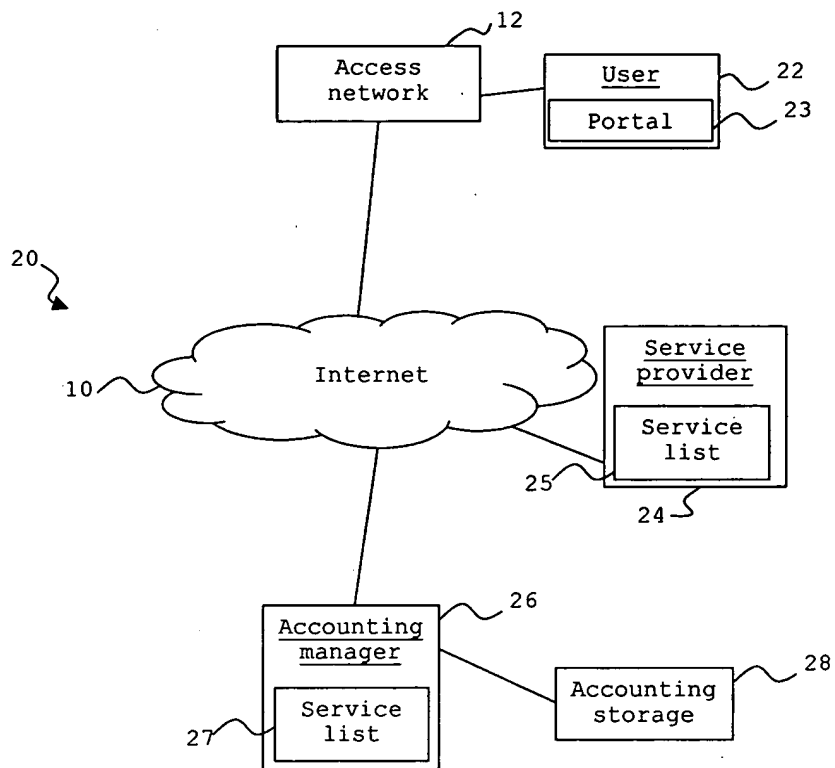 12
Access
network
User
22
Portal
23
20
10
Internet
Service
provider
Service
list
25
24
26
Accounting
manager
28
Accounting
storage
Service
list
27